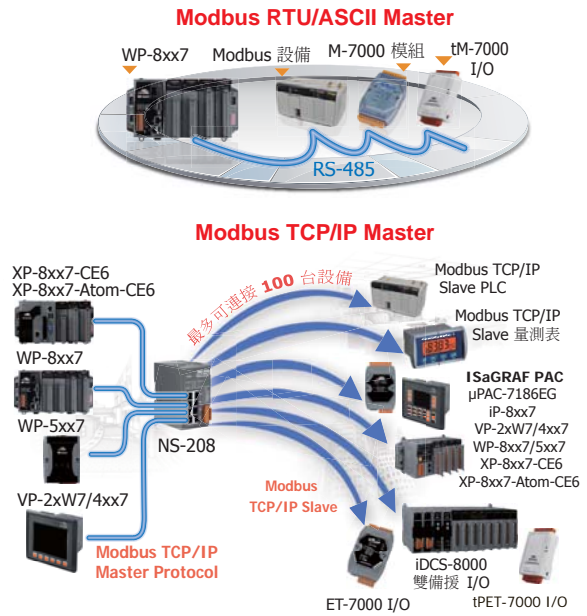 Modbus RTU/ASCII Master
WP-8xx7
Modbus 設備
M-7000 模組
tM-7000
I/O
RS-485
Modbus TCP/IP Master
XP-8xx7-CE6
XP-8xx7-Atom-CE6
WP-8xx7
WP-5xx7
VP-2xW7/4xx7
NS-208
最多可連接 100 台設備
Modbus TCP/IP
Slave PLC
Modbus TCP/IP
Slave 量測表
ISaGRAF PAC
μPAC-7186EG
iP-8xx7
VP-2xW7/4xx7
WP-8xx7/5xx7
XP-8xx7-CE6
XP-8xx7-Atom-CE6
Modbus
TCP/IP Slave
Modbus TCP/IP
Master Protocol
ET-7000 I/O
iDCS-8000
雙備援 I/O
tPET-7000 I/O